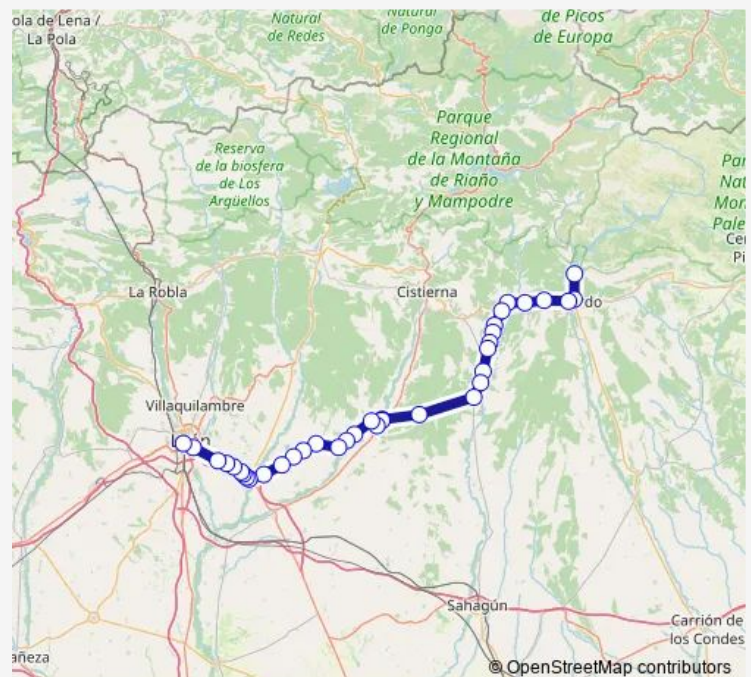 ola de Lena /
La Pola
Natural
de Redes
Natural
de Ponga
de Picos
de Europa
Parque
Regional
de la Montaña
de Riaño
y Mampodre
Reserva
de la biosfera
de Los
Argüellos
Par
Nat
Mon
Pale
Cer
Pi
La Robla
Cistierna
do
Villaquilambre
Sahagún
Carrión de
los Condes
añeza
© OpenStreetMap contributors